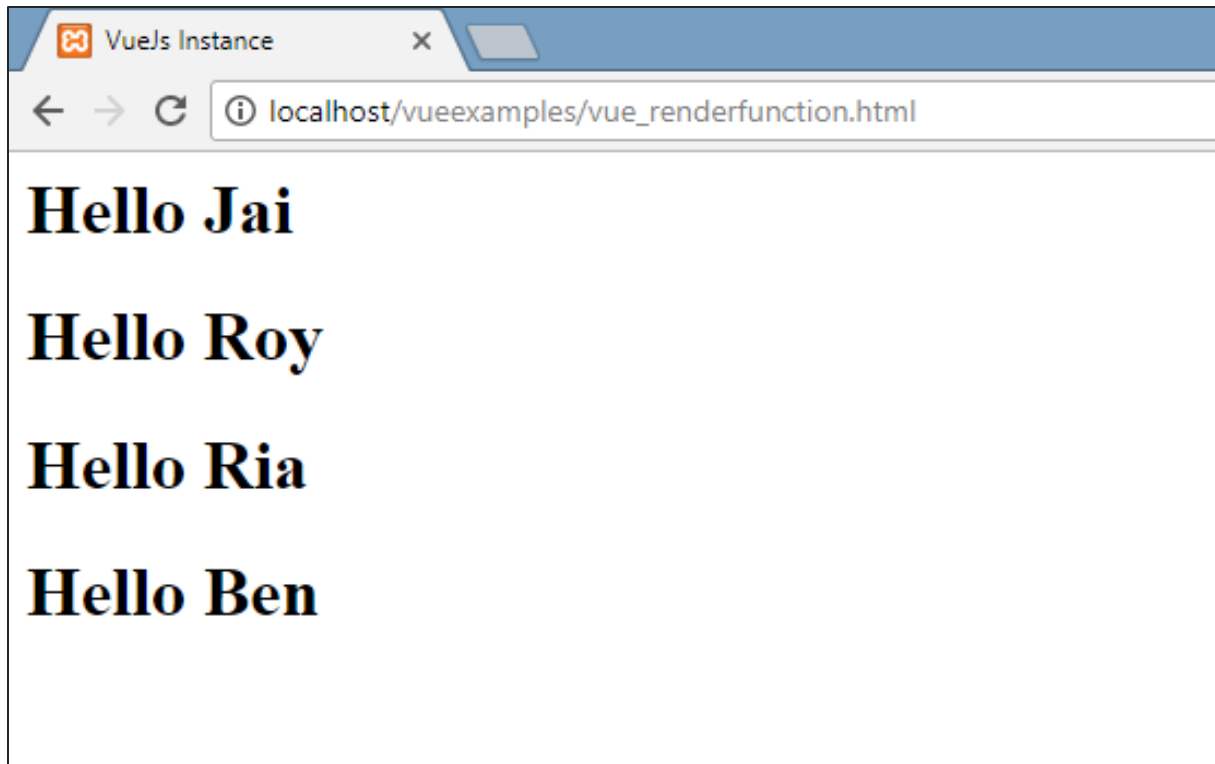 VueJs Instance
localhost/vueexamples/vue_renderfunction.html
Hello Jai
Hello Roy
Hello Ria
Hello Ben